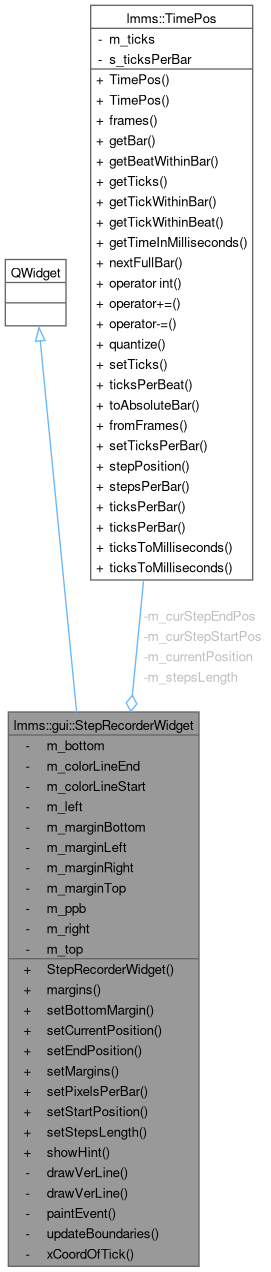 lmms::TimePos
- m_ticks
- s_ticksPerBar
+ TimePos()
+ TimePos()
+ frames()
+ getBar()
+ getBeatWithinBar()
+ getTicks()
+ getTickWithinBar()
+ getTickWithinBeat()
+ getTimeInMilliseconds()
+ nextFullBar()
+ operator int()
+ operator+=()
+ operator-=()
+ quantize()
+ setTicks()
+ ticksPerBeat()
+ toAbsoluteBar()
+ fromFrames()
+ setTicksPerBar()
+ stepPosition()
+ stepsPerBar()
+ ticksPerBar()
+ ticksPerBar()
+ ticksToMilliseconds()
+ ticksToMilliseconds()
QWidget
-m_curStepEndPos
-m_curStepStartPos
-m_currentPosition
-m_stepsLength
lmms::gui::StepRecorderWidget
- m_bottom
- m_colorLineEnd
- m_colorLineStart
- m_left
- m_marginBottom
- m_marginLeft
- m_marginRight
- m_marginTop
- m_ppb
- m_right
- m_top
+ StepRecorderWidget()
+ margins()
+ setBottomMargin()
+ setCurrentPosition()
+ setEndPosition()
+ setMargins()
+ setPixelsPerBar()
+ setStartPosition()
+ setStepsLength()
+ showHint()
- drawVerLine()
- drawVerLine()
- paintEvent()
- updateBoundaries()
- xCoordOfTick()